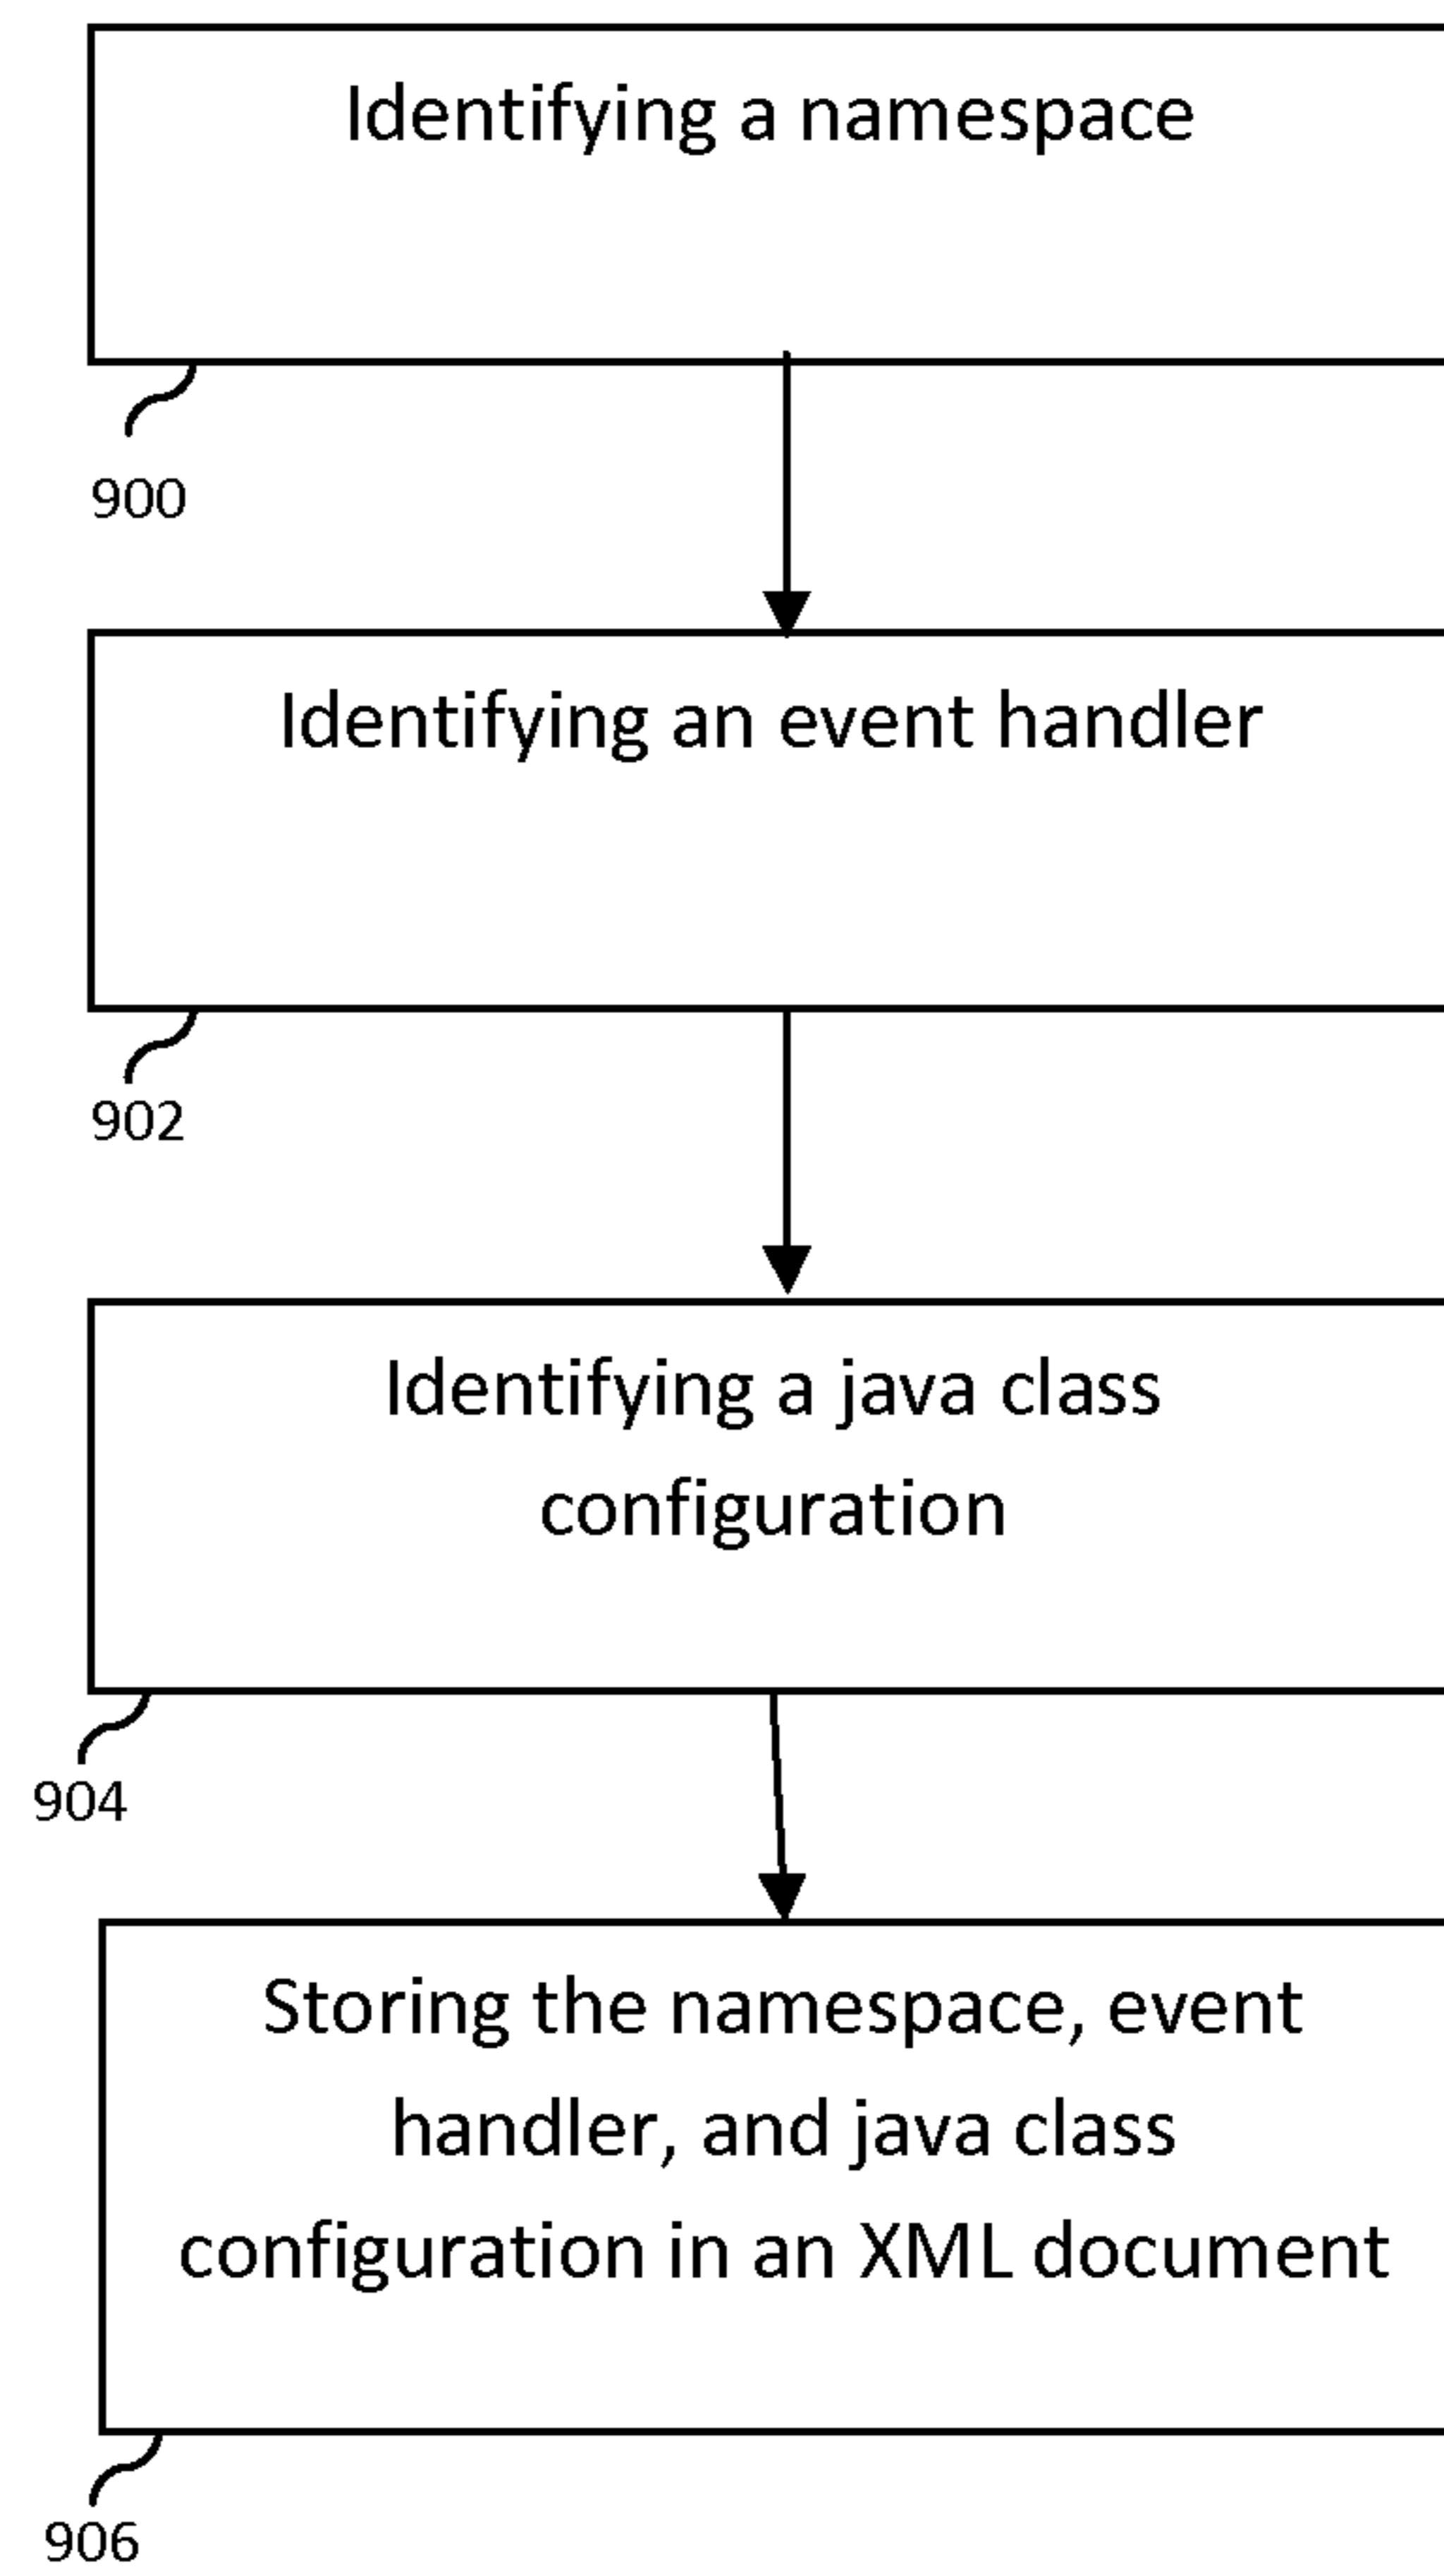 Identifying a namespace
900
Identifying an event handler
902
Identifying a java class
configuration
904
Storing the namespace, event
handler, and java class
configuration in an XML document
906